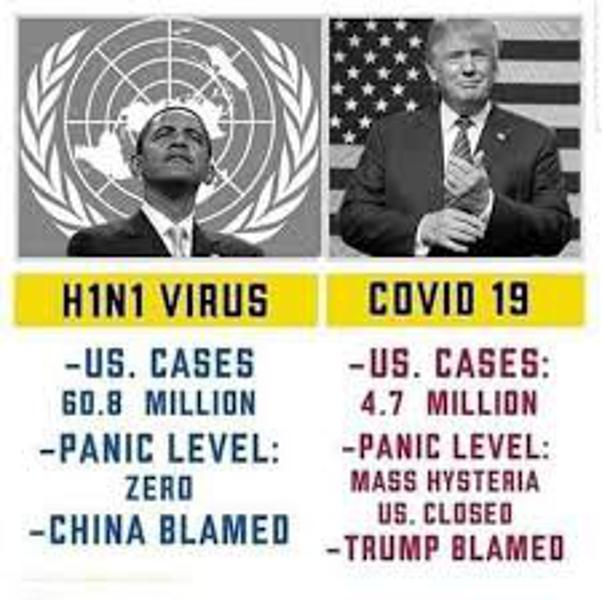 H1N1 VIRUS
-US. CASES
60.8 MILLION
-PANIC LEVEL:
ZERO
-CHINA BLAMED
COVID 19
-US. CASES:
4.7 MILLION
-PANIC LEVEL:
MASS HYSTERIA
US. CLOSED
-TRUMP BLAMED